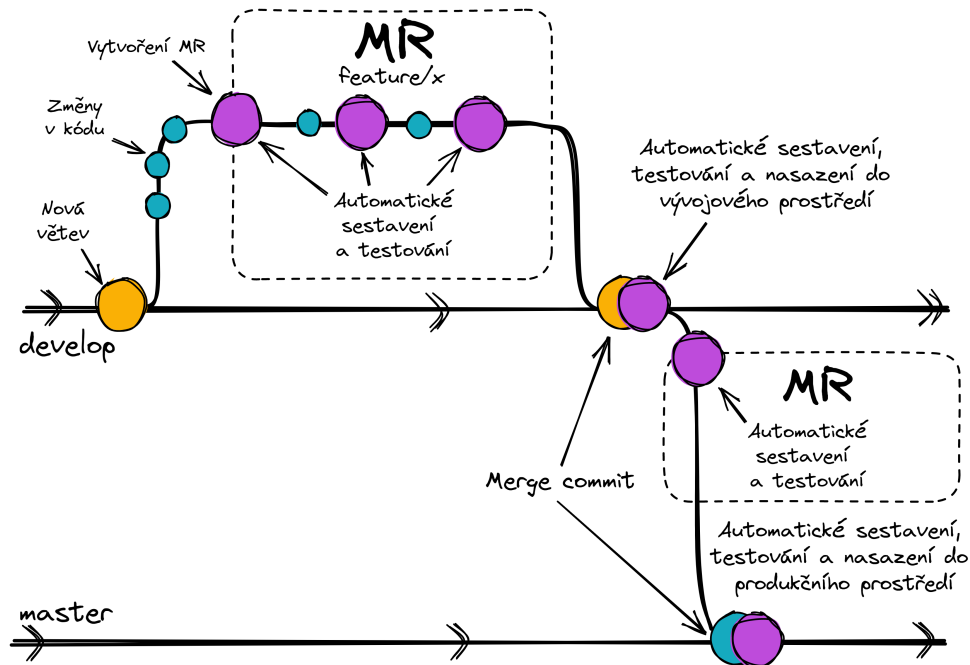 Vytvoření MR
MR
feature/x
Změny
v kódu
Automatické
sestavení
a testování
Nová
větev
Automatické sestavení,
testování a nasazení do
vývojového prostředí
develop
MR
Automatické
sestavení
a testování
Merge commit
Automatické sestavení,
testování a nasazení do
produkčního prostředí
master